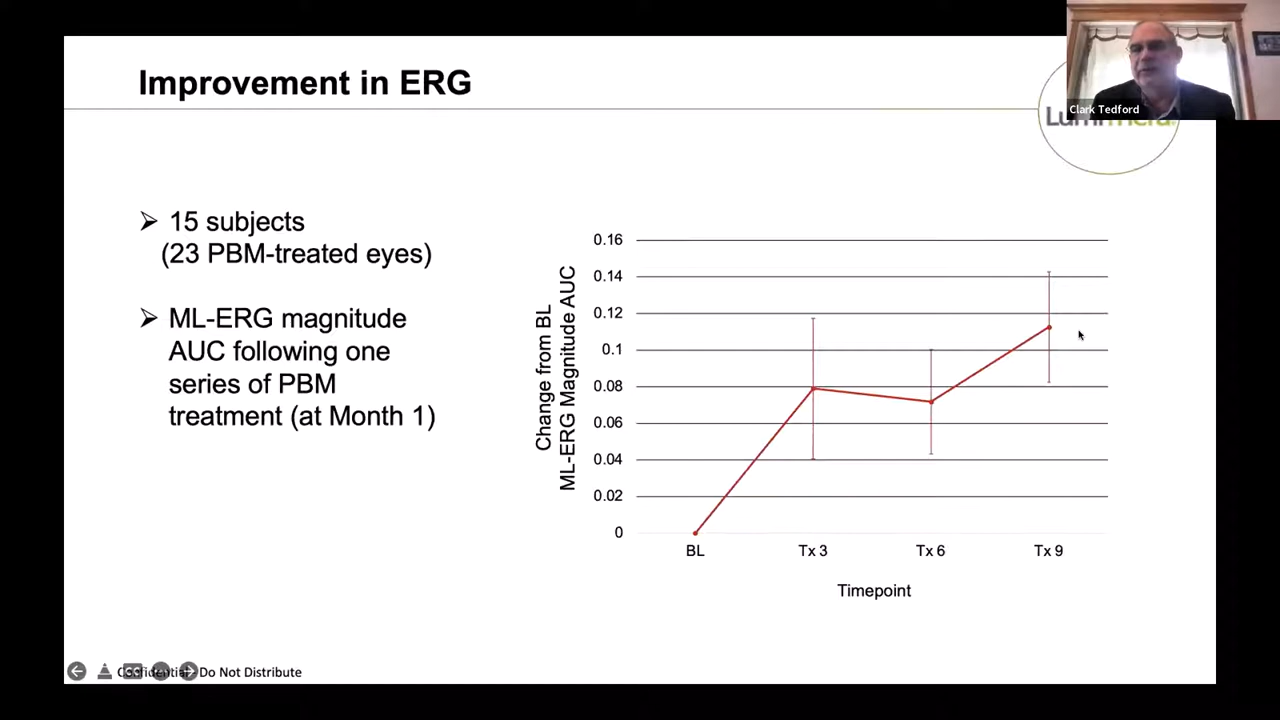 Improvement in ERG
Clark Tedford
➢ 15 subjects
(23 PBM-treated eyes)
➢ ML-ERG magnitude
AUC following one
series of PBM
treatment (at Month 1)
Change from BL
ML-ERG Magnitude AUC
0.16
0.14
0.12
0.1
0.08
0.06
0.04
0.02
0
BL Tx 3 Tx 6 Tx 9
Timepoint
Confidential - Do Not Distribute